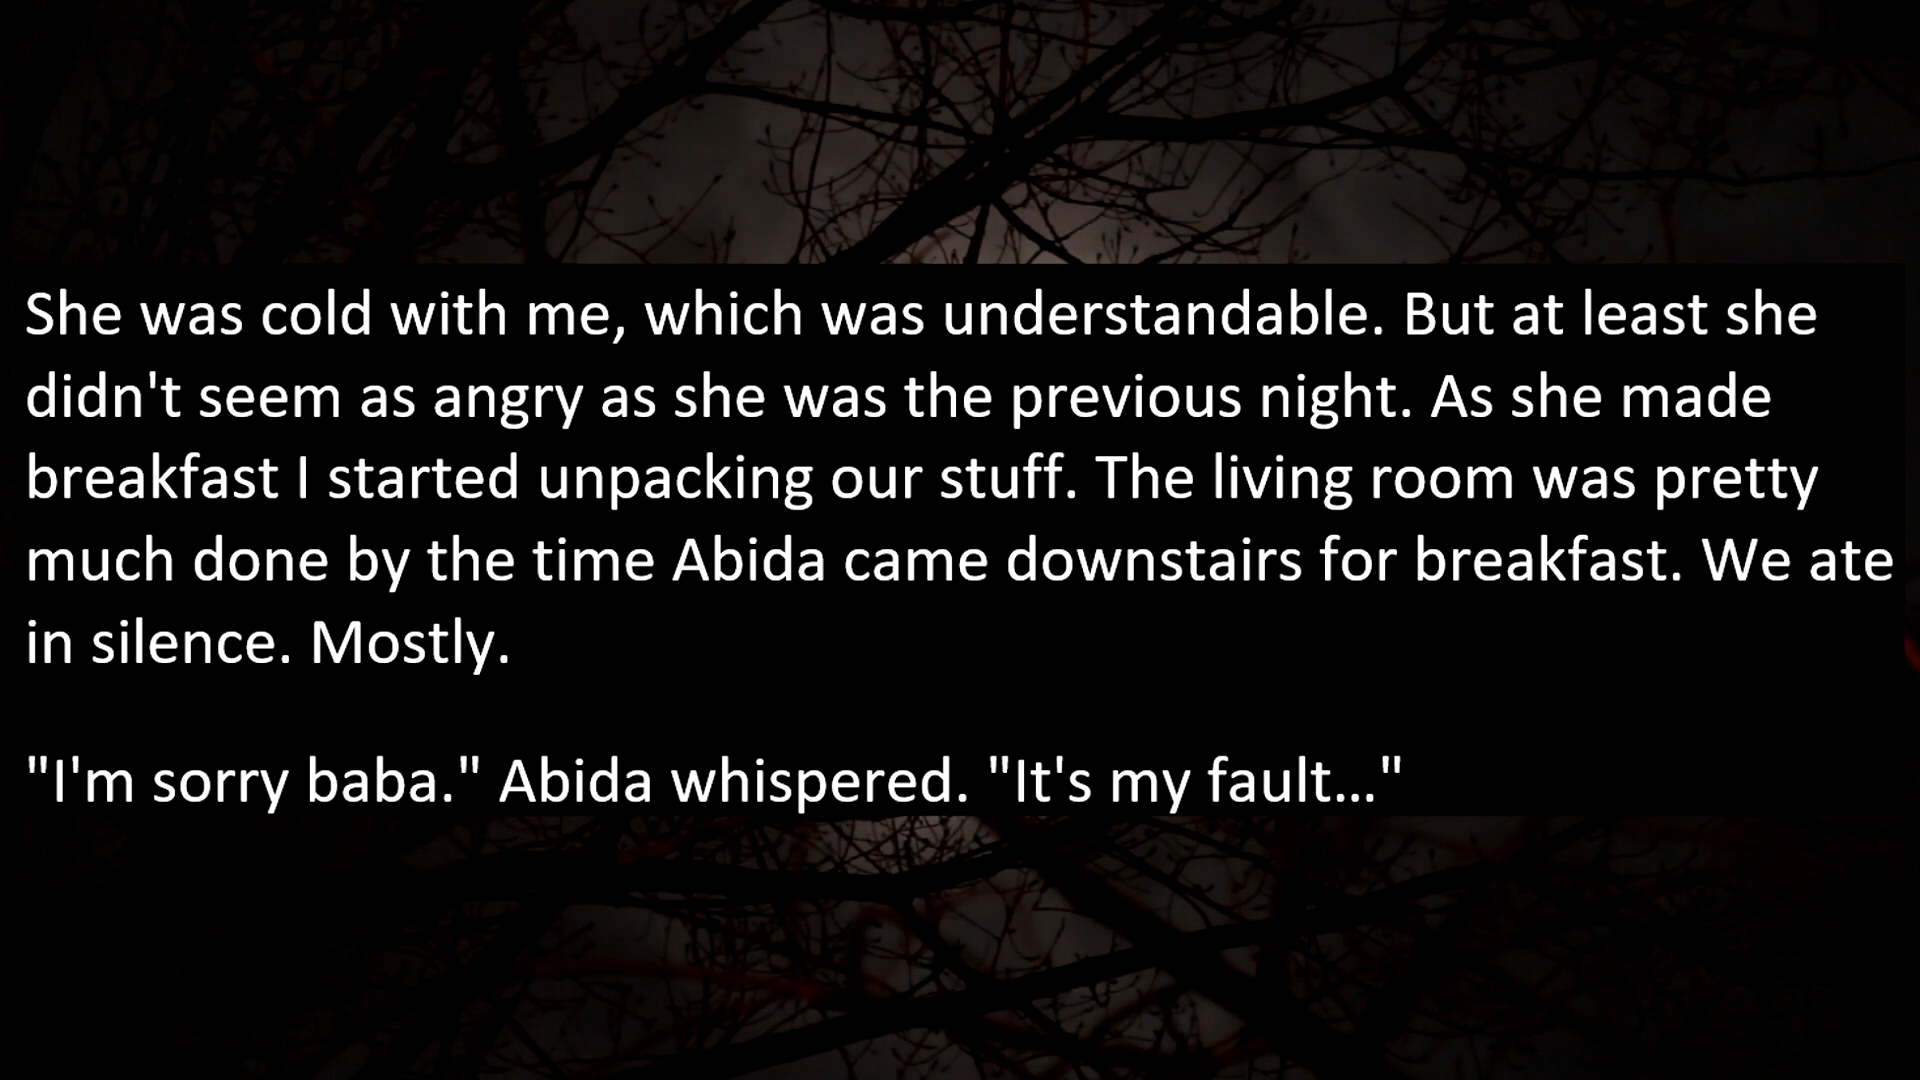 She was cold with me, which was understandable. But at least she
didn't seem as angry as she was the previous night. As she made
breakfast I started unpacking our stuff. The living room was pretty
much done by the time Abida came downstairs for breakfast. We ate
in silence. Mostly.
"I'm sorry baba." Abida whispered. "It's my fault..."